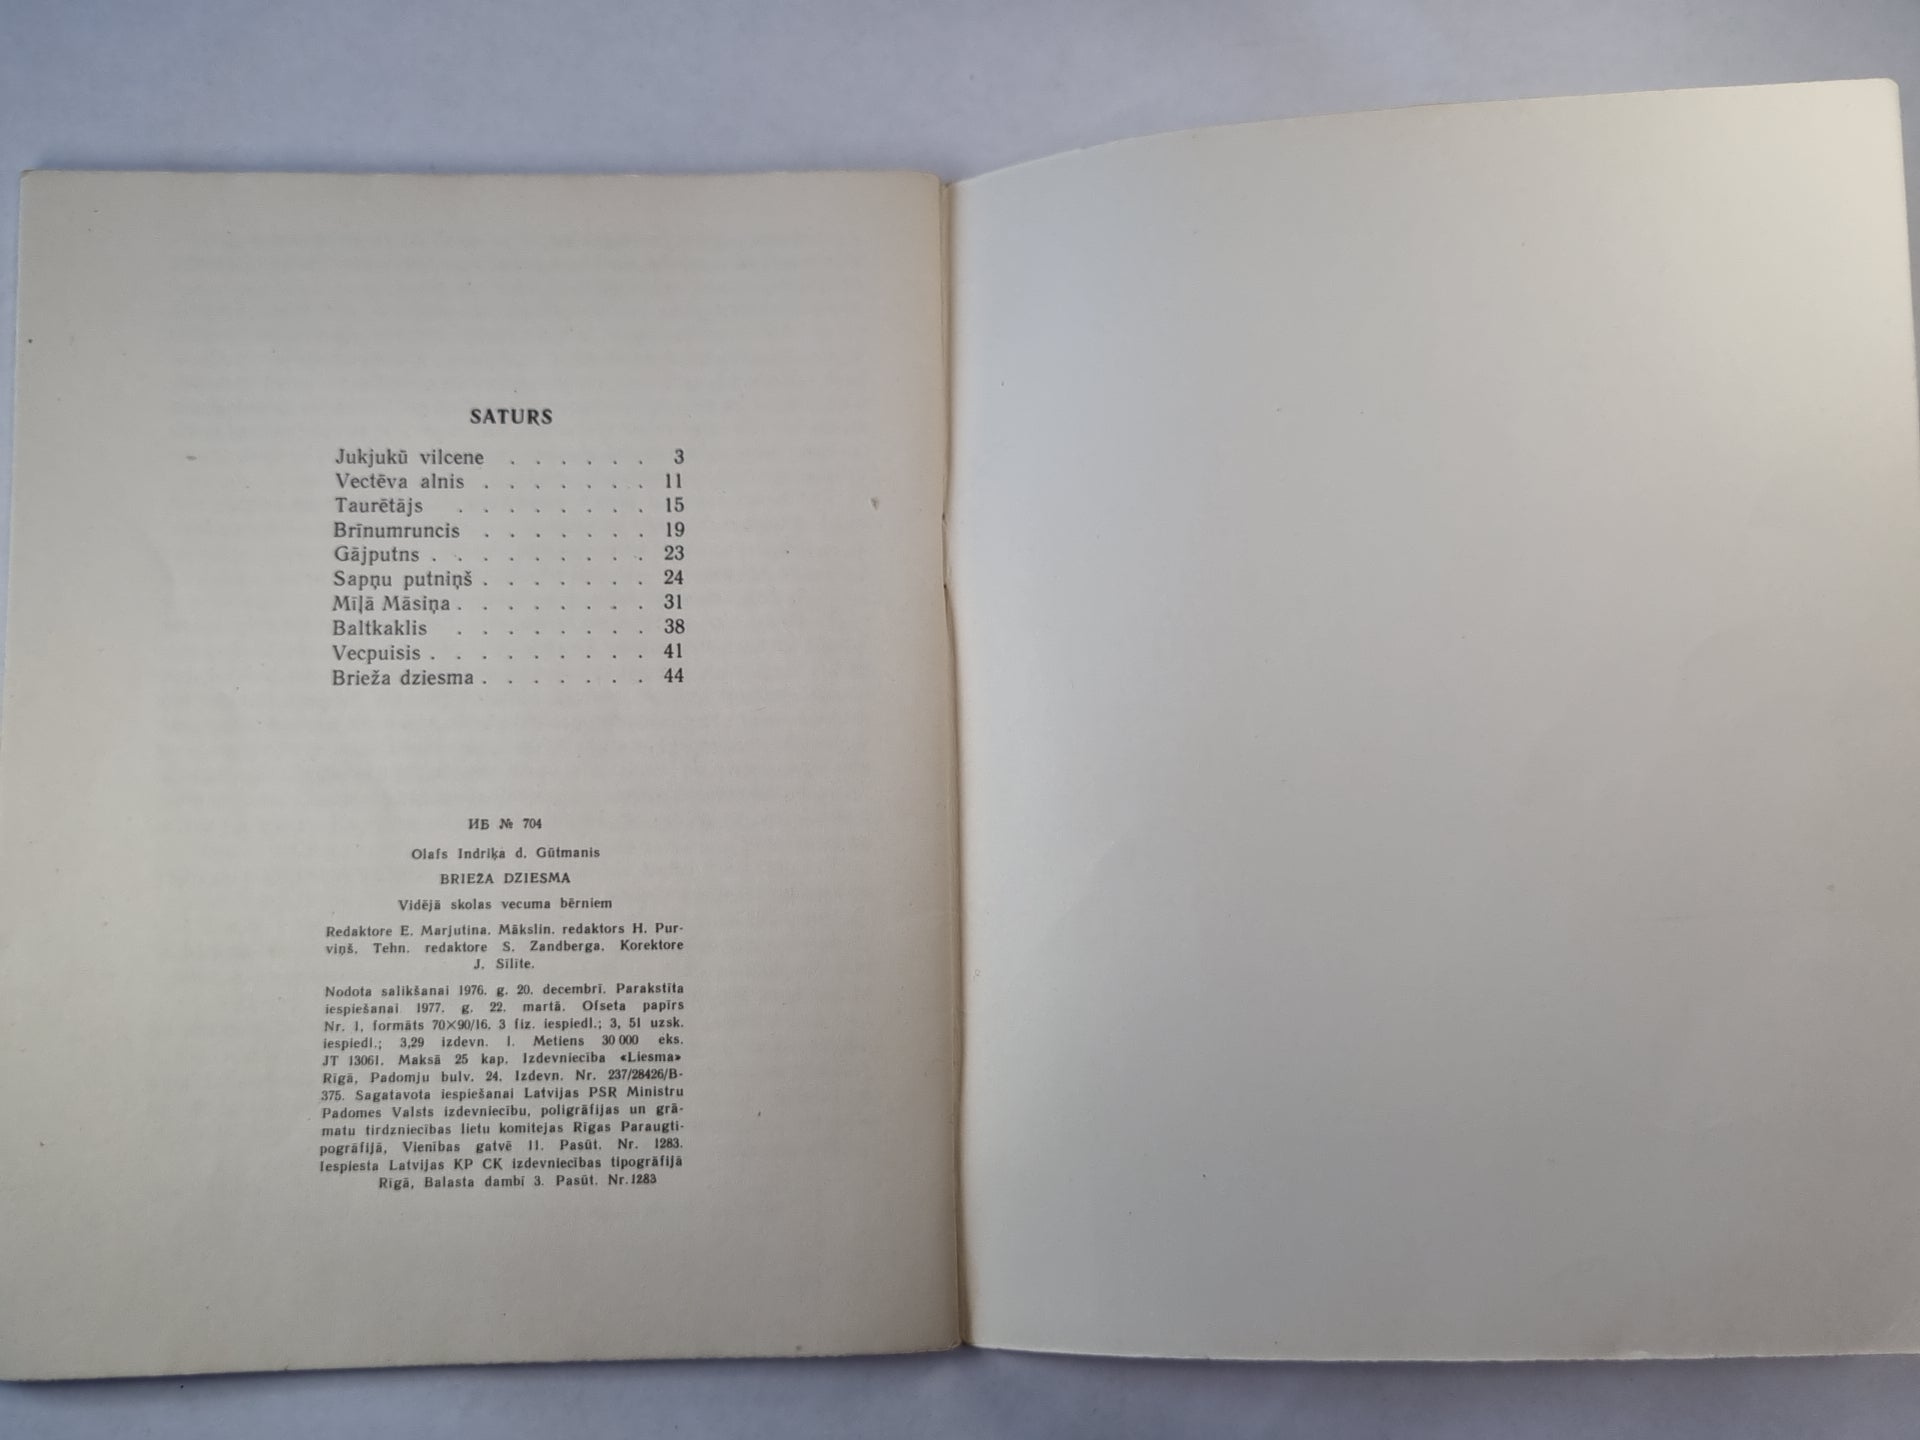 SATURS
Jukjukū vilcene . . . . . . 3
Vectēva alnis . . . . . . . 11
Taurētājs . . . . . . . . 15
Brīnumruncis . . . . . . . 19
Gājputns . . . . . . . . . 23
Sapņu putniņš . . . . . . . 24
Mīļā Māsiņa . . . . . . . . 31
Baltkaklis . . . . . . . . 38
Vecpuisis . . . . . . . . . 41
Brieža dziesma . . . . . . . 44
ИБ № 704
Olafs Indriķa d. Gūtmanis
BRIEŽA DZIESMA
Vidējā skolas vecuma bērniem
Redaktore E. Marjutina. Mākslin. redaktors H. Pur-
viņš. Tehn. redaktore S. Zandberga. Korektore
J. Sīlīte.
Nodota salikšanai 1976. g. 20. decembrī. Parakstīta
iespiešanai 1977. g. 22. martā. Ofseta papīrs
Nr. 1, formāts 70×90/16. 3 fiz. iespiedl.; 3, 51 uzsk.
iespiedl.; 3,29 izdevn. l. Metiens 30 000 eks.
JT 13061. Maksā 25 kap. Izdevniecība «Liesma»
Rīgā, Padomju bulv. 24. Izdevn. Nr. 237/28426/B-
375. Sagatavota iespiešanai Latvijas PSR Ministru
Padomes Valsts izdevniecību, poligrāfijas un grā-
matu tirdzniecības lietu komitejas Rīgas Paraugti-
pogrāfijā, Vienības gatvē 11. Pasūt. Nr. 1283.
Iespiesta Latvijas KP CK izdevniecības tipogrāfijā
Rīgā, Balasta dambī 3. Pasūt. Nr. 1283